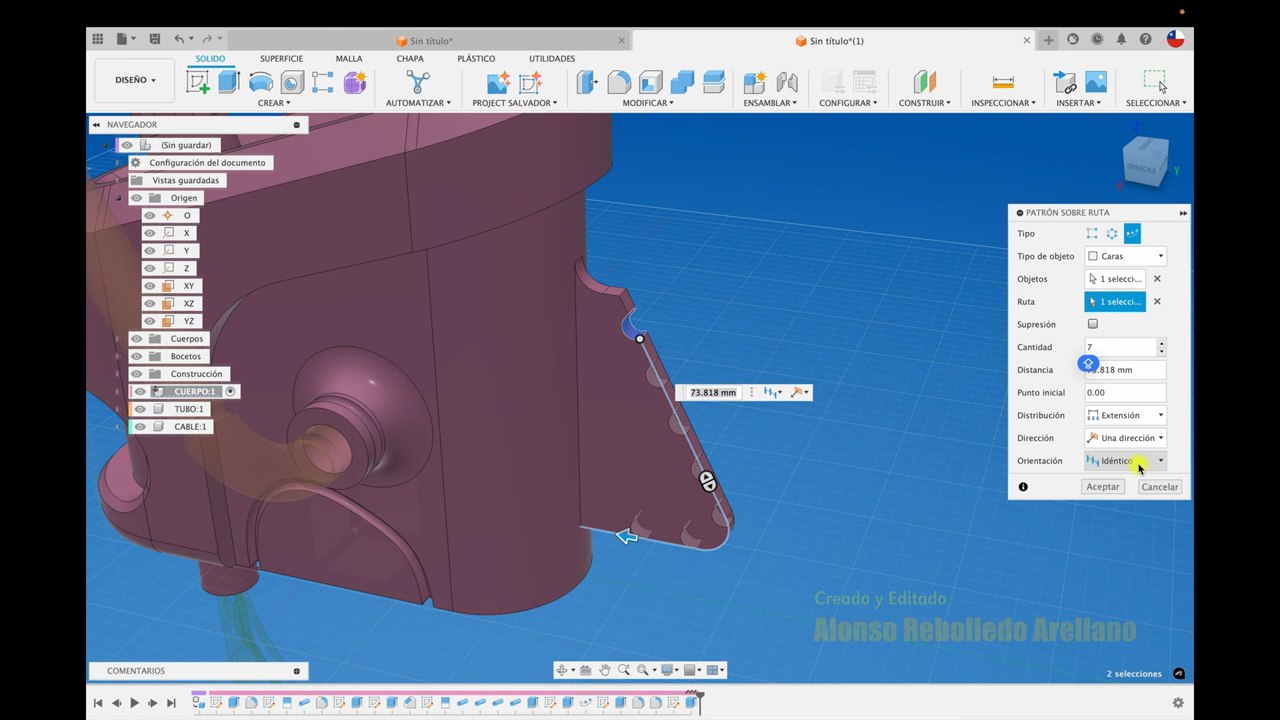 Sin título*
Sin título*(1)
DISEÑO
SOLIDO
SUPERFICIE
MALLA
CHAPA
PLÁSTICO
UTILIDADES
CREAR
AUTOMATIZAR
PROJECT SALVADOR
MODIFICAR
ENSAMBLAR
CONFIGURAR
CONSTRUIR
INSPECCIONAR
INSERTAR
SELECCIONAR
NAVEGADOR
(Sin guardar)
Configuración del documento
Vistas guardadas
Origen
O
X
Y
Z
XY
XZ
YZ
Cuerpos
Bocetos
Construcción
CUERPO:1
TUBO:1
CABLE:1
Z
DERECHA
Y
73.818 mm
PATRÓN SOBRE RUTA
Tipo
Tipo de objeto Caras
Objetos 1 selecci...
Ruta 1 selecci...
Supresión
Cantidad 7
Distancia
Punto inicial 0.00
Distribución Extensión
Dirección Una dirección
Orientación Idéntico
Aceptar Cancelar
Creado y Editado
Alonso Rebolledo Arellano
COMENTARIOS
2 selecciones